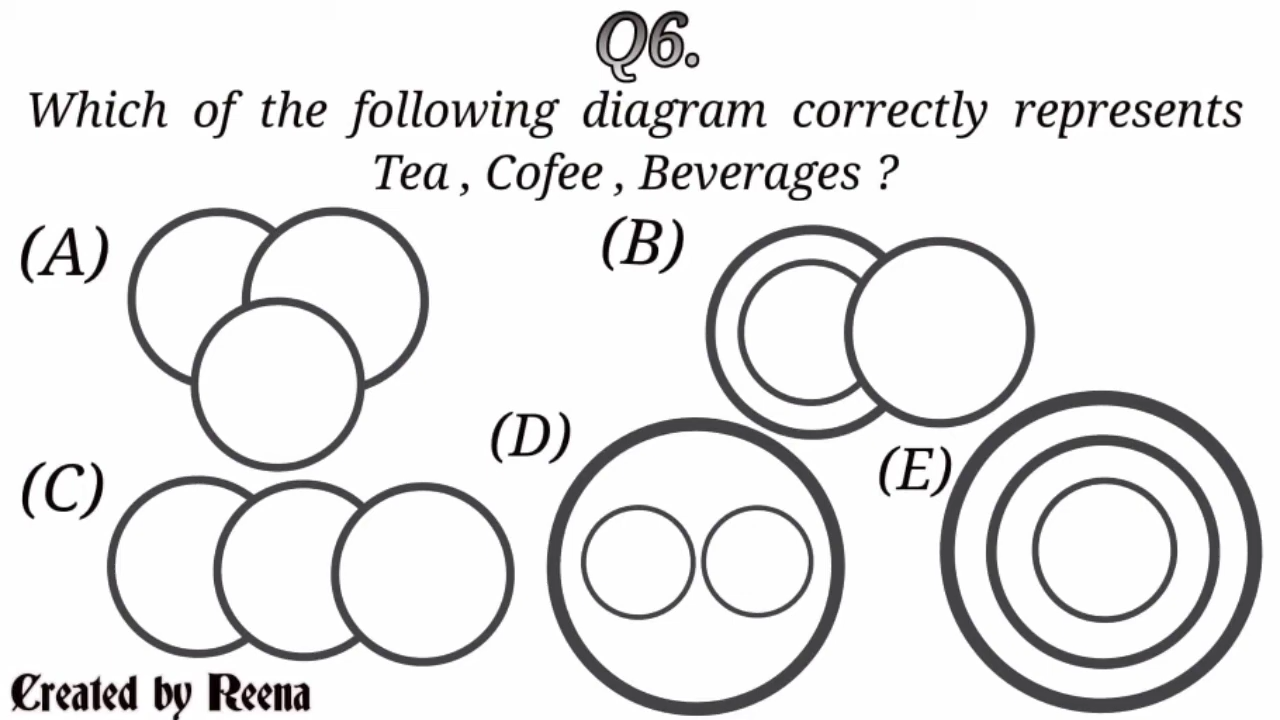 Q6.
Which of the following diagram correctly represents
Tea , Cofee , Beverages ?
(A)
(B)
(C)
(D)
(E)
Created by Reena